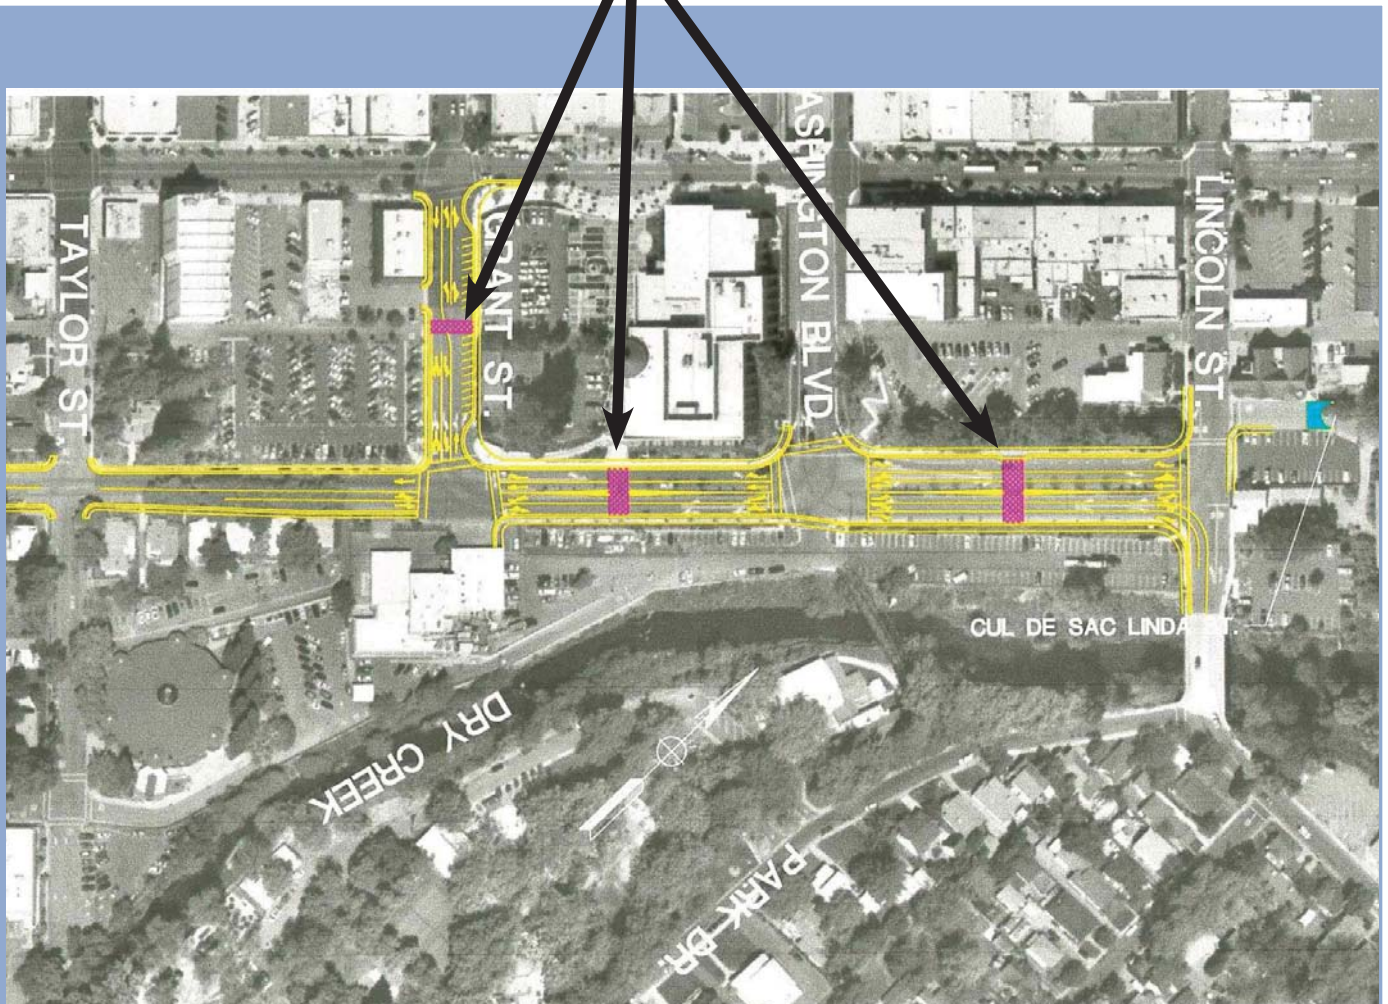 TAYLOR ST.
GRANT ST.
ASHINGTON BLVD.
LINCOLN ST.
CUL DE SAC LINDA ST.
DRY CREEK
PARK DR.